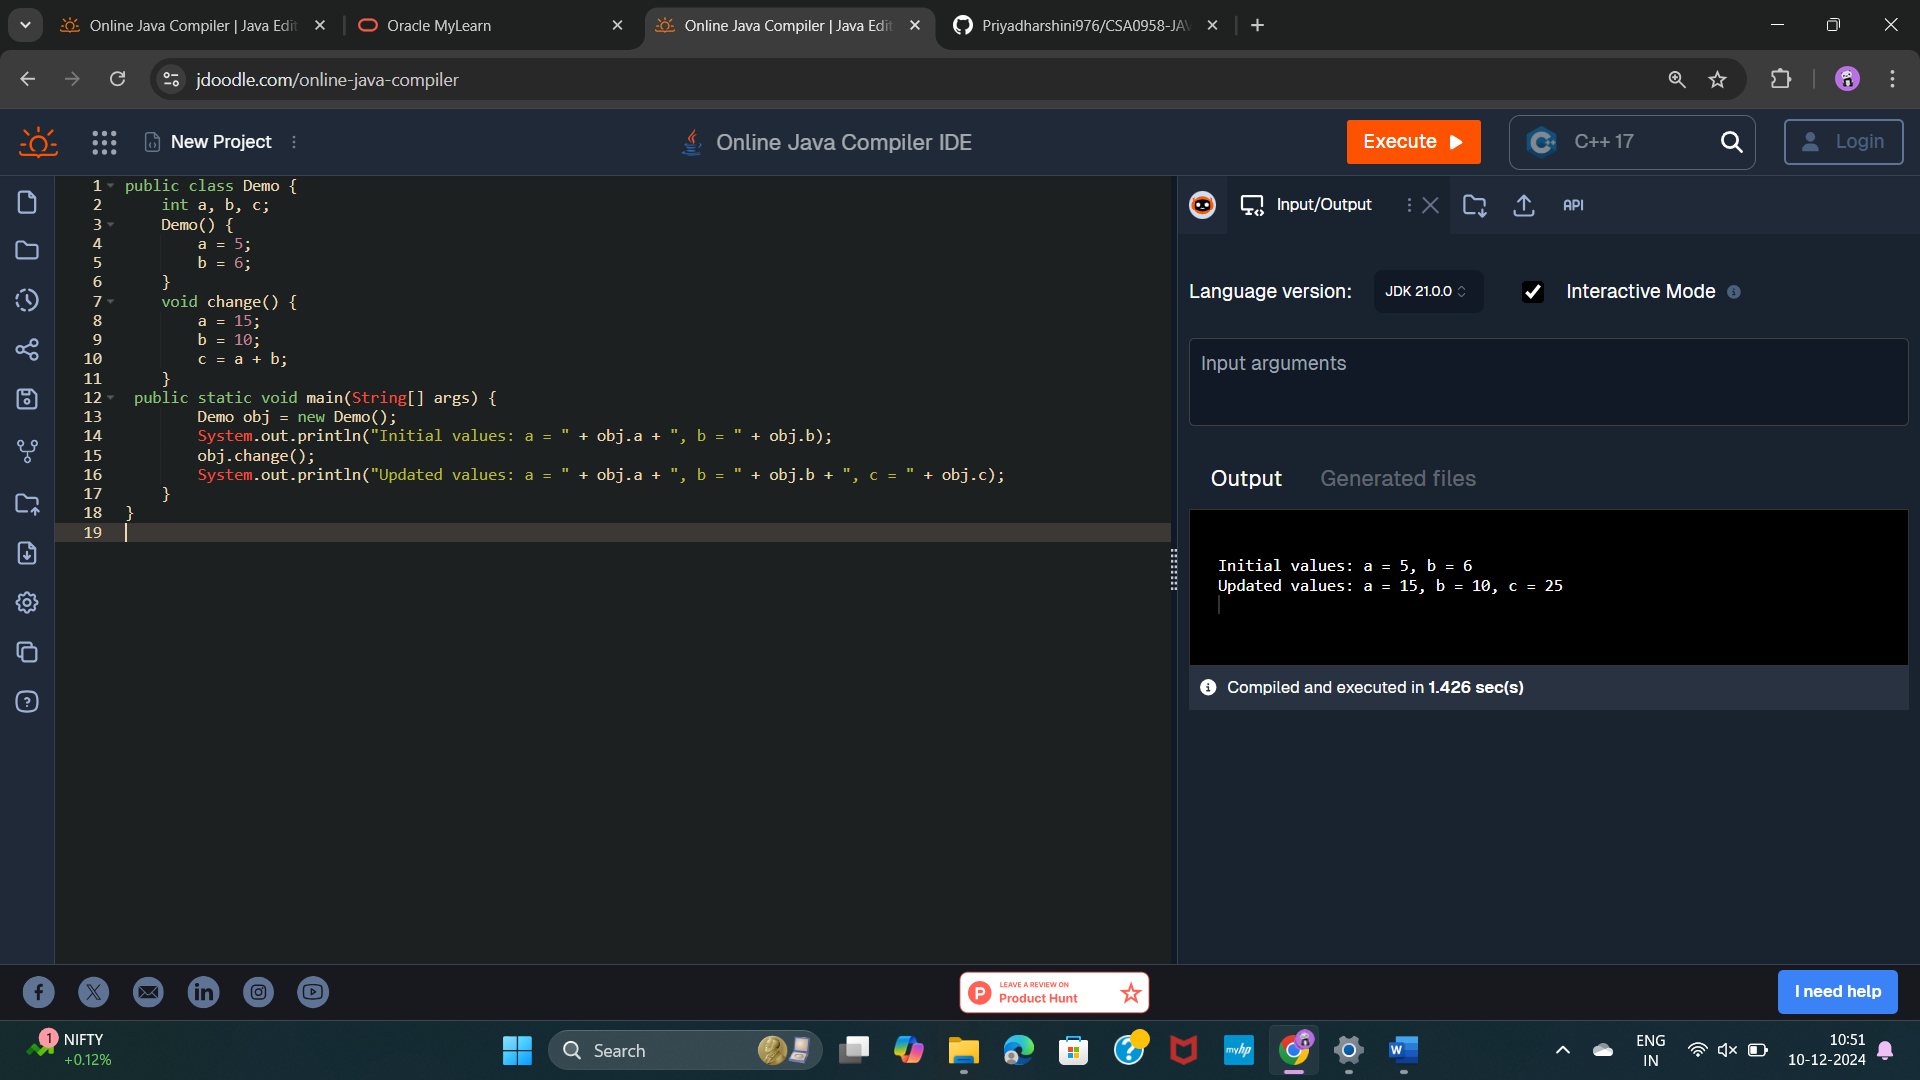 Online Java Compiler | Java Edit
Oracle MyLearn
Online Java Compiler | Java Edit
Priyadharshini976/CSA0958-JAV
jdoodle.com/online-java-compiler
New Project
Online Java Compiler IDE
Execute
C++ 17
Login
1 public class Demo {
2     int a, b, c;
3     Demo() {
4         a = 5;
5         b = 6;
6     }
7     void change() {
8         a = 15;
9         b = 10;
10         c = a + b;
11     }
12  public static void main(String[] args) {
13         Demo obj = new Demo();
14         System.out.println("Initial values: a = " + obj.a + ", b = " + obj.b);
15         obj.change();
16         System.out.println("Updated values: a = " + obj.a + ", b = " + obj.b + ", c = " + obj.c);
17     }
18 }
19
Input/Output
API
Language version:
JDK 21.0.0
Interactive Mode
Input arguments
Output
Generated files
Initial values: a = 5, b = 6
Updated values: a = 15, b = 10, c = 25
Compiled and executed in 1.426 sec(s)
LEAVE A REVIEW ON
Product Hunt
I need help
1
NIFTY
+0.12%
Search
myhp
ENG
IN
10:51
10-12-2024